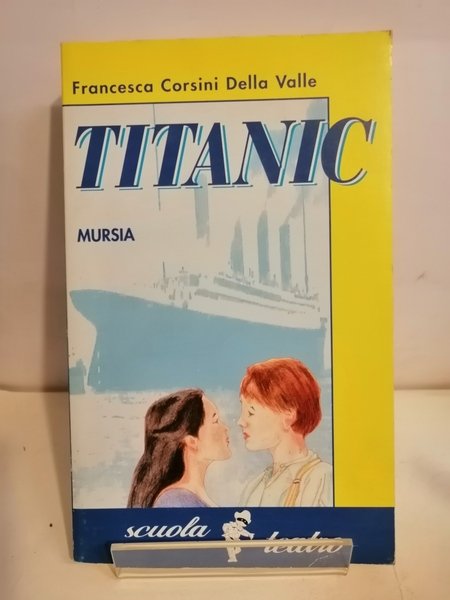 Francesca Corsini Della Valle
TITANIC
MURSIA
scuola teatro